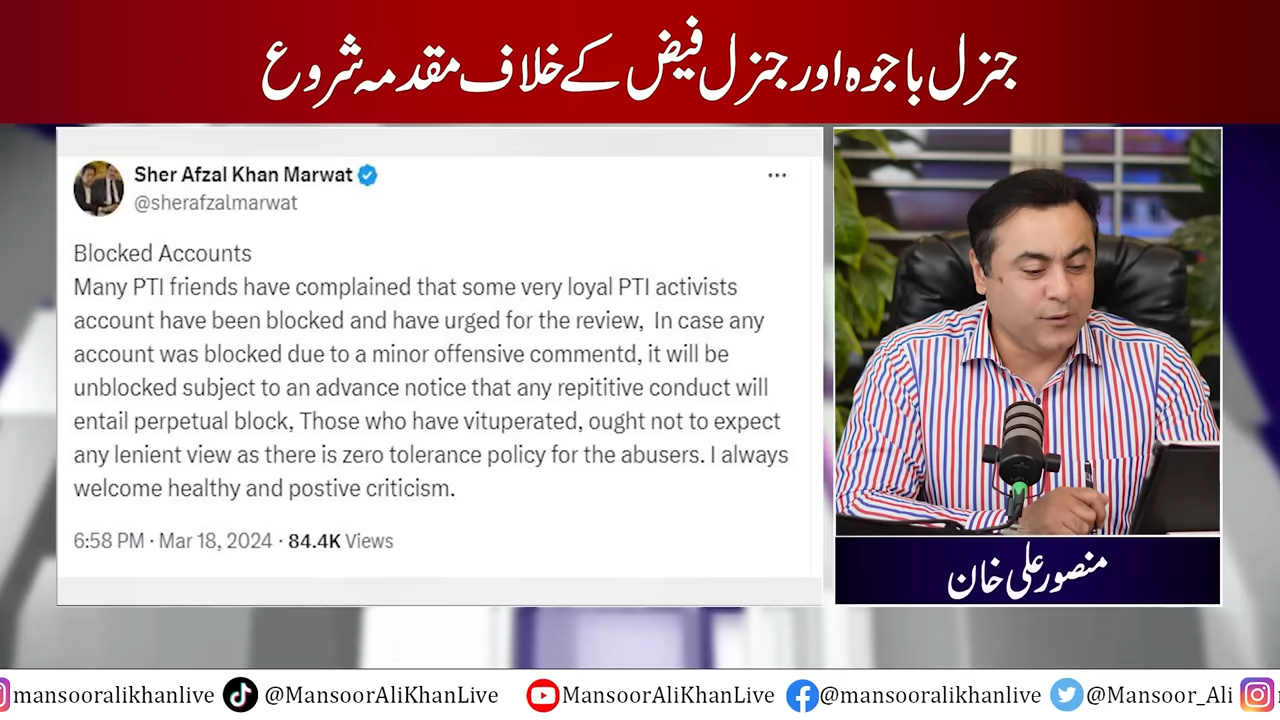 جنرل باجوہ اور جنرل فیض کے خلاف مقدمہ شروع
Sher Afzal Khan Marwat
@sherafzalmarwat
Blocked Accounts
Many PTI friends have complained that some very loyal PTI activists
account have been blocked and have urged for the review, In case any
account was blocked due to a minor offensive commentd, it will be
unblocked subject to an advance notice that any repititive conduct will
entail perpetual block, Those who have vituperated, ought not to expect
any lenient view as there is zero tolerance policy for the abusers. I always
welcome healthy and postive criticism.
6:58 PM · Mar 18, 2024 · 84.4K Views
منصور علی خان
mansooralikhanlive @MansoorAliKhanLive MansoorAliKhanLive @mansooralikhanlive @Mansoor_Ali